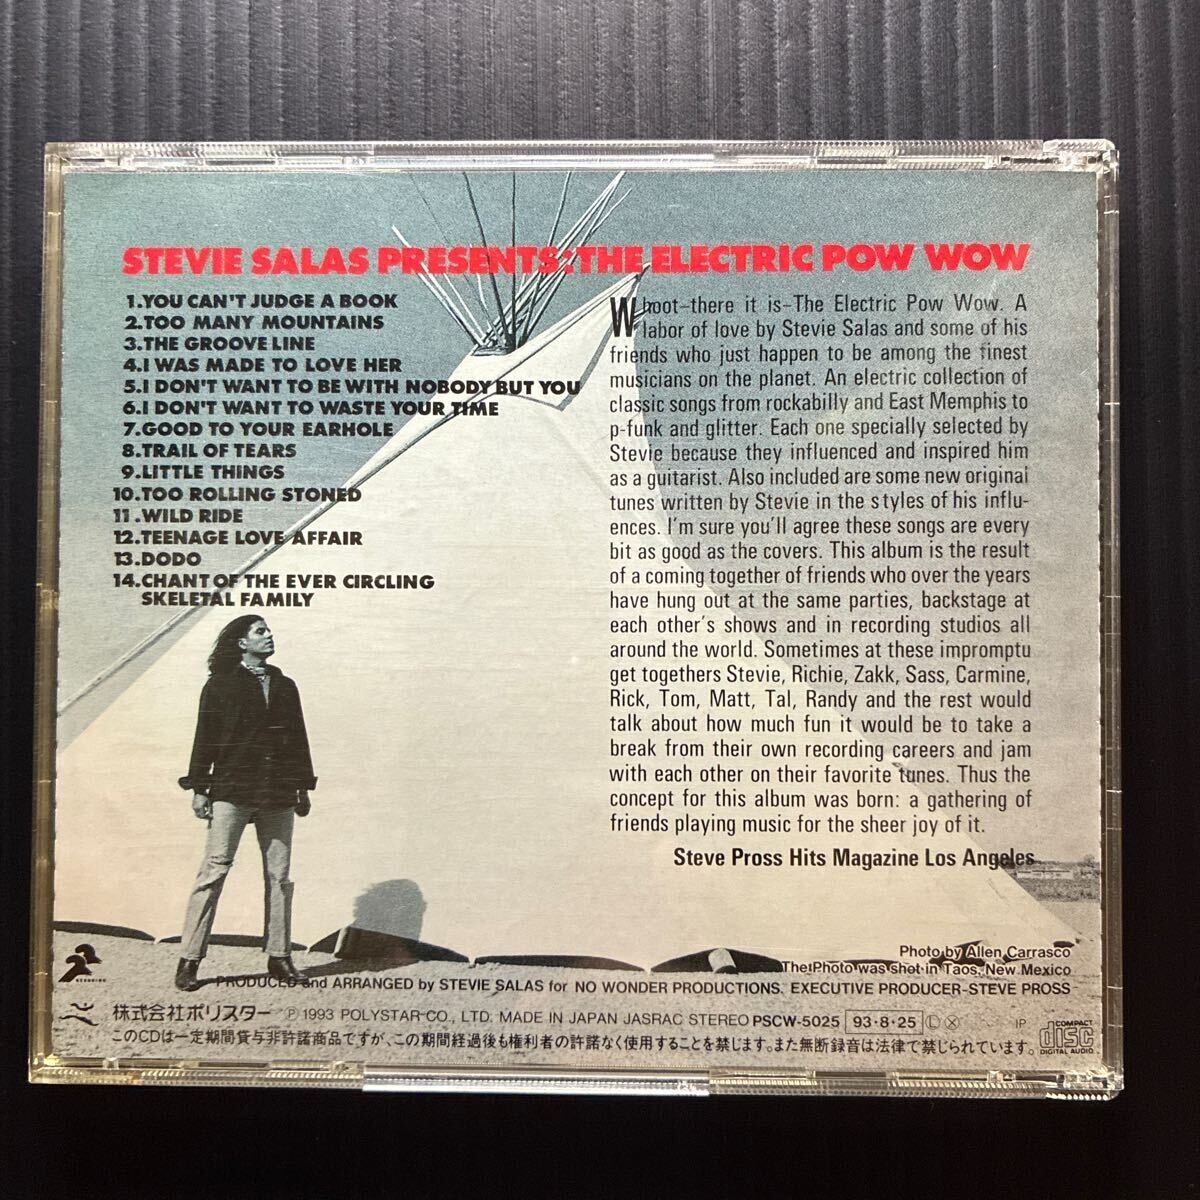 STEVIE SALAS PRESENTS:THE ELECTRIC POW WOW
1.YOU CAN'T JUDGE A BOOK
2.TOO MANY MOUNTAINS
3.THE GROOVE LINE
4.I WAS MADE TO LOVE HER
5.I DON'T WANT TO BE WITH NOBODY BUT YOU
6.I DON'T WANT TO WASTE YOUR TIME
7.GOOD TO YOUR EARHOLE
8.TRAIL OF TEARS
9.LITTLE THINGS
10.TOO ROLLING STONED
11.WILD RIDE
12.TEENAGE LOVE AFFAIR
13.DODO
14.CHANT OF THE EVER CIRCLING
SKELETAL FAMILY
Whoot–there it is–The Electric Pow Wow. A
labor of love by Stevie Salas and some of his
friends who just happen to be among the finest
musicians on the planet. An electric collection of
classic songs from rockabilly and East Memphis to
p-funk and glitter. Each one specially selected by
Stevie because they influenced and inspired him
as a guitarist. Also included are some new original
tunes written by Stevie in the styles of his influ-
ences. I'm sure you'll agree these songs are every
bit as good as the covers. This album is the result
of a coming together of friends who over the years
have hung out at the same parties, backstage at
each other's shows and in recording studios all
around the world. Sometimes at these impromptu
get togethers Stevie, Richie, Zakk, Sass, Carmine,
Rick, Tom, Matt, Tal, Randy and the rest would
talk about how much fun it would be to take a
break from their own recording careers and jam
with each other on their favorite tunes. Thus the
concept for this album was born: a gathering of
friends playing music for the sheer joy of it.
Steve Pross Hits Magazine Los Angeles
Photo by Allen Carrasco
The Photo was shot in Taos, New Mexico
PRODUCED and ARRANGED by STEVIE SALAS for NO WONDER PRODUCTIONS. EXECUTIVE PRODUCER-STEVE PROSS
株式会社ポリスター Ⓟ 1993 POLYSTAR CO., LTD. MADE IN JAPAN JASRAC STEREO PSCW-5025 93・8・25 Ⓛ Ⓧ IP
COMPACT disc DIGITAL AUDIO
このCDは一定期間貸与非許諾商品ですが、この期間経過後も権利者の許諾なく使用することを禁じます。また無断録音は法律で禁じられています。